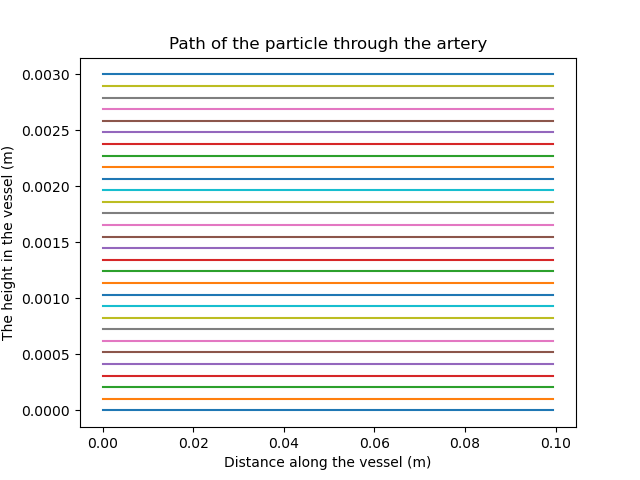 Path of the particle through the artery
0.0030
0.0025
0.0020
0.0015
0.0010
0.0005
0.0000
The height in the vessel (m)
0.00 0.02 0.04 0.06 0.08 0.10
Distance along the vessel (m)